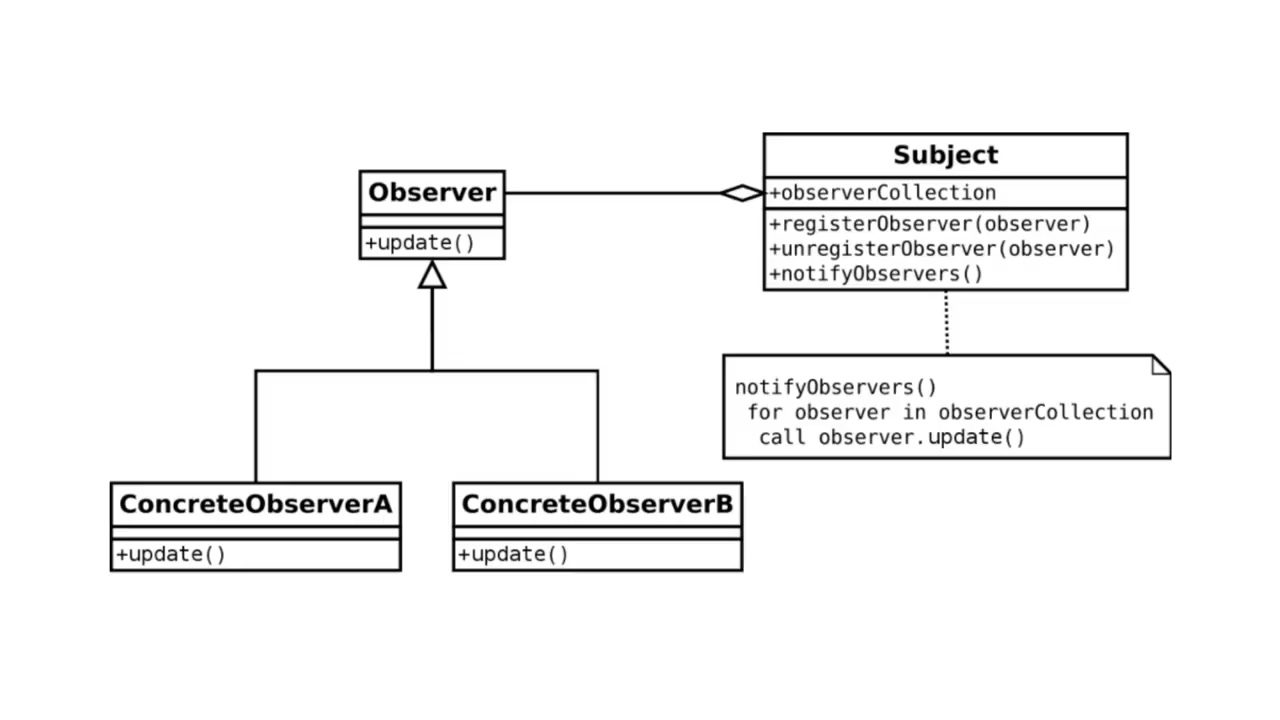 Observer
+update()
Subject
+observerCollection
+registerObserver(observer)
+unregisterObserver(observer)
+notifyObservers()
notifyObservers()
for observer in observerCollection
call observer.update()
ConcreteObserverA
+update()
ConcreteObserverB
+update()